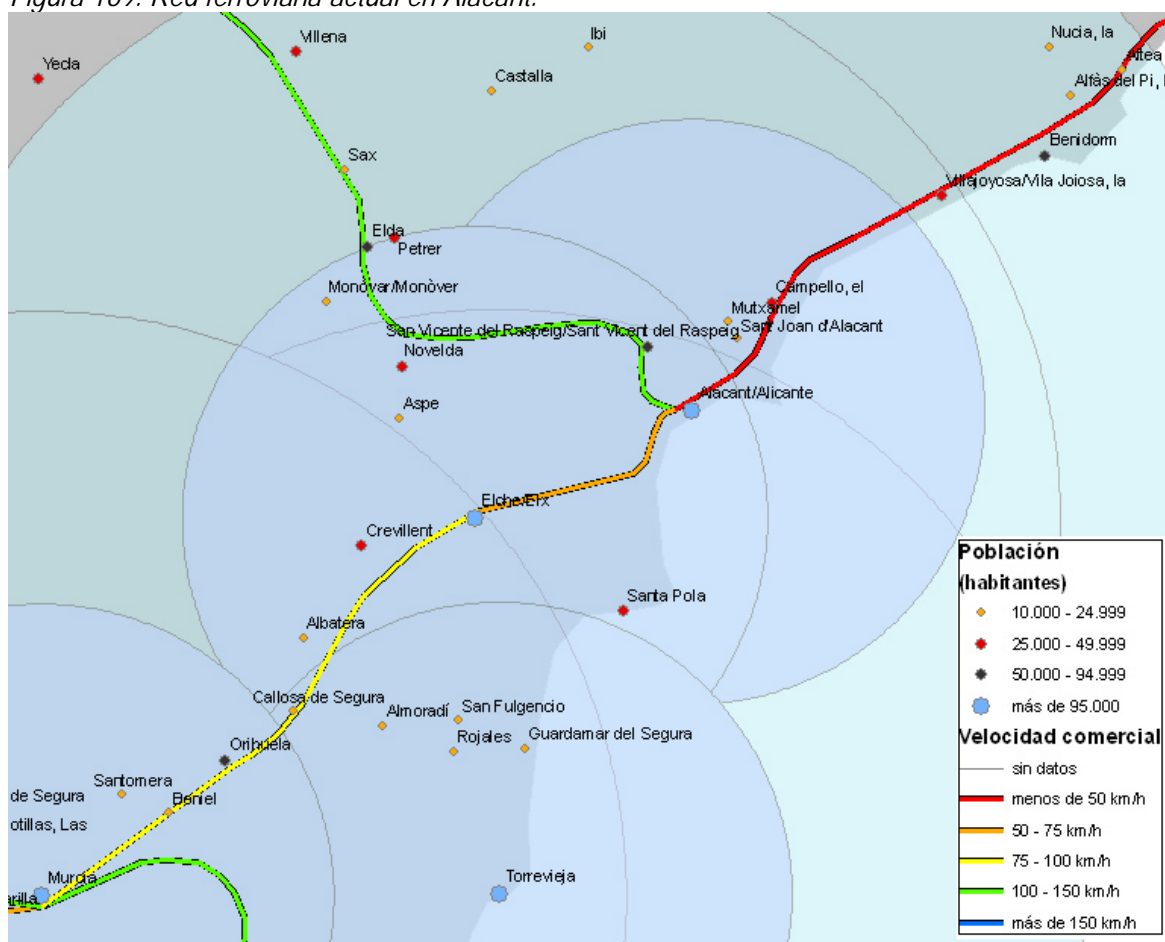 Figura 109. Red ferroviaria actual en Alacant.
Villena
Ibi
Nucia, la
Yecla
Altea
Castalla
Alfàs del Pi, l
Benidorm
Sax
Villajoyosa/Vila Joiosa, la
Elda
Petrer
Monóvar/Monòver
Campello, el
Mutxamel
San Vicente del Raspeig/Sant Vicent del Raspeig
Sant Joan d'Alacant
Novelda
Alacant/Alicante
Aspe
Elche/Elx
Crevillent
Santa Pola
Albatera
Callosa de Segura
Almoradí
San Fulgencio
Orihuela
Rojales
Guardamar del Segura
Santomera
de Segura
Beniel
otillas, Las
Murcia
arilla
Torrevieja
Población
(habitantes)
10.000 - 24.999
25.000 - 49.999
50.000 - 94.999
más de 95.000
Velocidad comercial
sin datos
menos de 50 km/h
50 - 75 km/h
75 - 100 km/h
100 - 150 km/h
más de 150 km/h